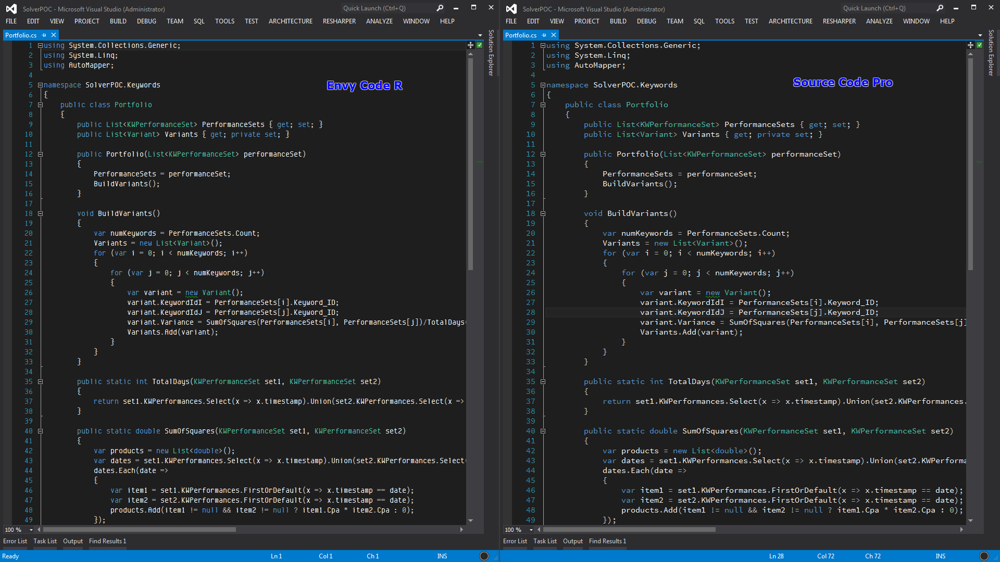 SolverPOC - Microsoft Visual Studio (Administrator)
Quick Launch (Ctrl+Q)
FILE EDIT VIEW PROJECT BUILD DEBUG TEAM SQL TOOLS TEST ARCHITECTURE RESHARPER ANALYZE WINDOW HELP
Portfolio.cs
Solution Explorer
Envy Code R
1 using System.Collections.Generic;
2 using System.Linq;
3 using AutoMapper;
4
5 namespace SolverPOC.Keywords
6 {
7 public class Portfolio
8 {
9 public List<KWPerformanceSet> PerformanceSets { get; set; }
10 public List<Variant> Variants { get; private set; }
11
12 public Portfolio(List<KWPerformanceSet> performanceSet)
13 {
14 PerformanceSets = performanceSet;
15 BuildVariants();
16 }
17
18 void BuildVariants()
19 {
20 var numKeywords = PerformanceSets.Count;
21 Variants = new List<Variant>();
22 for (var i = 0; i < numKeywords; i++)
23 {
24 for (var j = 0; j < numKeywords; j++)
25 {
26 var variant = new Variant();
27 variant.KeywordIdI = PerformanceSets[i].Keyword_ID;
28 variant.KeywordIdJ = PerformanceSets[j].Keyword_ID;
29 variant.Variance = SumOfSquares(PerformanceSets[i], PerformanceSets[j])/TotalDays(
30 Variants.Add(variant);
31 }
32 }
33 }
34
35 public static int TotalDays(KWPerformanceSet set1, KWPerformanceSet set2)
36 {
37 return set1.KWPerformances.Select(x => x.timestamp).Union(set2.KWPerformances.Select(x =>
38 }
39
40 public static double SumOfSquares(KWPerformanceSet set1, KWPerformanceSet set2)
41 {
42 var products = new List<double>();
43 var dates = set1.KWPerformances.Select(x => x.timestamp).Union(set2.KWPerformances.Select(
44 dates.Each(date =>
45 {
46 var item1 = set1.KWPerformances.FirstOrDefault(x => x.timestamp == date);
47 var item2 = set2.KWPerformances.FirstOrDefault(x => x.timestamp == date);
48 products.Add(item1 != null && item2 != null ? item1.Cpa * item2.Cpa : 0);
49 });
100 %
Error List Task List Output Find Results 1
Ready Ln 1 Col 1 Ch 1 INS
SolverPOC - Microsoft Visual Studio (Administrator)
Quick Launch (Ctrl+Q)
FILE EDIT VIEW PROJECT BUILD DEBUG TEAM SQL TOOLS TEST ARCHITECTURE RESHARPER ANALYZE WINDOW HELP
Portfolio.cs
Solution Explorer
Source Code Pro
1 using System.Collections.Generic;
2 using System.Linq;
3 using AutoMapper;
4
5 namespace SolverPOC.Keywords
6 {
7 public class Portfolio
8 {
9 public List<KWPerformanceSet> PerformanceSets { get; set; }
10 public List<Variant> Variants { get; private set; }
11
12 public Portfolio(List<KWPerformanceSet> performanceSet)
13 {
14 PerformanceSets = performanceSet;
15 BuildVariants();
16 }
17
18 void BuildVariants()
19 {
20 var numKeywords = PerformanceSets.Count;
21 Variants = new List<Variant>();
22 for (var i = 0; i < numKeywords; i++)
23 {
24 for (var j = 0; j < numKeywords; j++)
25 {
26 var variant = new Variant();
27 variant.KeywordIdI = PerformanceSets[i].Keyword_ID;
28 variant.KeywordIdJ = PerformanceSets[j].Keyword_ID;
29 variant.Variance = SumOfSquares(PerformanceSets[i], PerformanceSets[j]
30 Variants.Add(variant);
31 }
32 }
33 }
34
35 public static int TotalDays(KWPerformanceSet set1, KWPerformanceSet set2)
36 {
37 return set1.KWPerformances.Select(x => x.timestamp).Union(set2.KWPerformances.
38 }
39
40 public static double SumOfSquares(KWPerformanceSet set1, KWPerformanceSet set2)
41 {
42 var products = new List<double>();
43 var dates = set1.KWPerformances.Select(x => x.timestamp).Union(set2.KWPerforma
44 dates.Each(date =>
45 {
46 var item1 = set1.KWPerformances.FirstOrDefault(x => x.timestamp == date);
47 var item2 = set2.KWPerformances.FirstOrDefault(x => x.timestamp == date);
48 products.Add(item1 != null && item2 != null ? item1.Cpa * item2.Cpa : 0);
49 });
100 %
Error List Task List Output Find Results 1
Ln 28 Col 72 Ch 72 INS